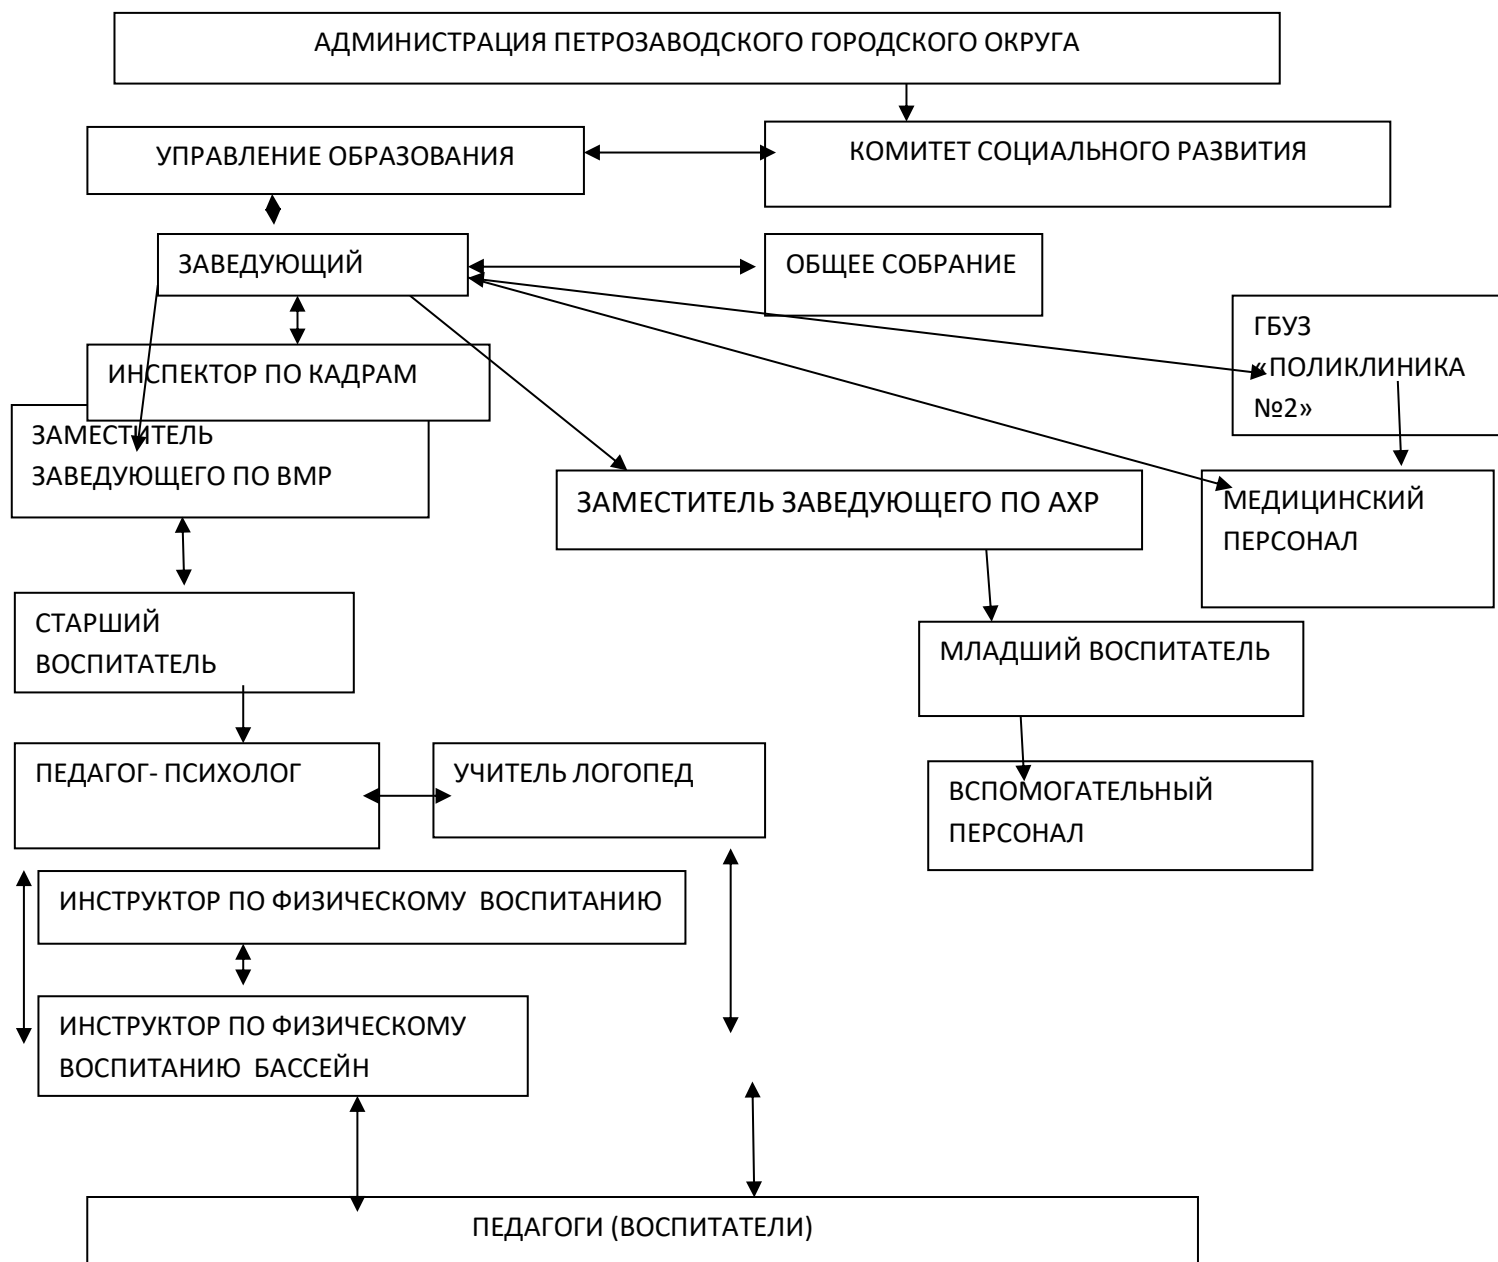 АДМИНИСТРАЦИЯ ПЕТРОЗАВОДСКОГО ГОРОДСКОГО ОКРУГА
УПРАВЛЕНИЕ ОБРАЗОВАНИЯ
КОМИТЕТ СОЦИАЛЬНОГО РАЗВИТИЯ
ЗАВЕДУЮЩИЙ
ОБЩЕЕ СОБРАНИЕ
ГБУЗ
«ПОЛИКЛИНИКА
№2»
ИНСПЕКТОР ПО КАДРАМ
ЗАМЕСТИТЕЛЬ
ЗАВЕДУЮЩЕГО ПО ВМР
ЗАМЕСТИТЕЛЬ ЗАВЕДУЮЩЕГО ПО АХР
МЕДИЦИНСКИЙ
ПЕРСОНАЛ
СТАРШИЙ
ВОСПИТАТЕЛЬ
МЛАДШИЙ ВОСПИТАТЕЛЬ
ПЕДАГОГ- ПСИХОЛОГ
УЧИТЕЛЬ ЛОГОПЕД
ВСПОМОГАТЕЛЬНЫЙ
ПЕРСОНАЛ
ИНСТРУКТОР ПО ФИЗИЧЕСКОМУ ВОСПИТАНИЮ
ИНСТРУКТОР ПО ФИЗИЧЕСКОМУ
ВОСПИТАНИЮ БАССЕЙН
ПЕДАГОГИ (ВОСПИТАТЕЛИ)